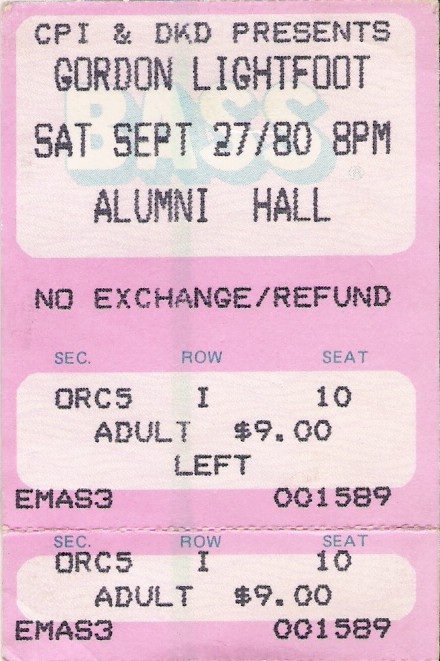 CPI & DKD PRESENTS
GORDON LIGHTFOOT
BASS®
SAT SEPT 27/80 8PM
ALUMNI HALL
NO EXCHANGE/REFUND
SEC. ROW SEAT
ORC5 I 10
ADULT $9.00
LEFT
EMAS3 001589
SEC. ROW SEAT
ORC5 I 10
ADULT $9.00
EMAS3 001589